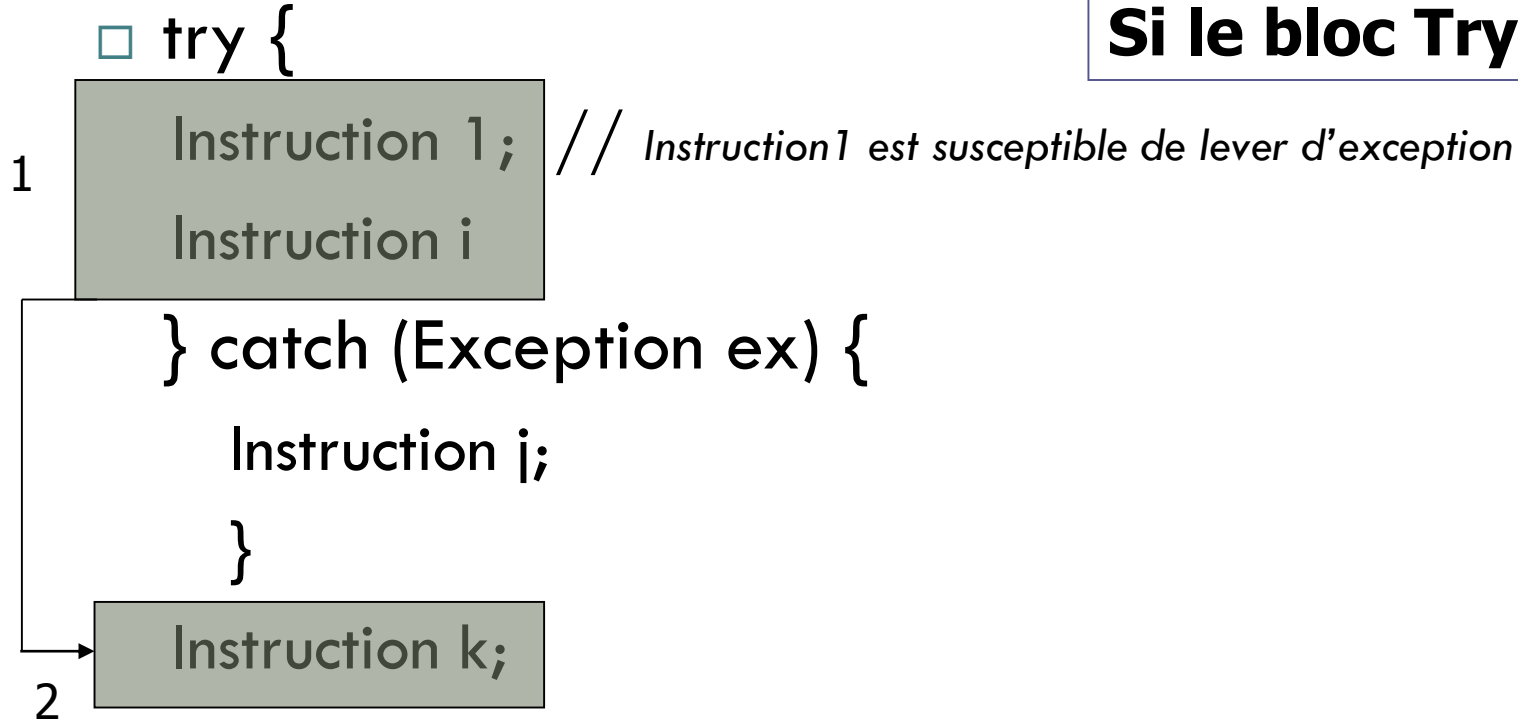 try {
Si le bloc Try
Instruction 1; // Instruction1 est susceptible de lever d’exception
1
Instruction i
} catch (Exception ex) {
Instruction j;
}
Instruction k;
2